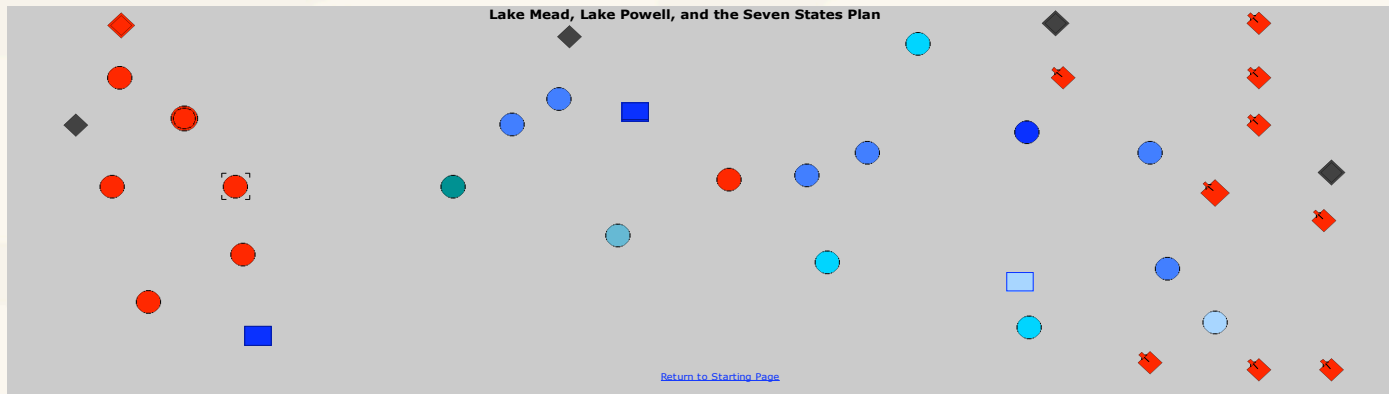 Lake Mead, Lake Powell, and the Seven States Plan
Return to Starting Page